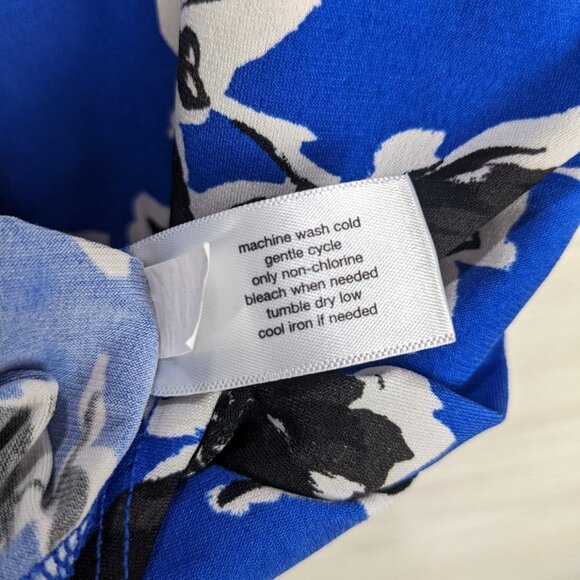 machine wash cold
gentle cycle
only non-chlorine
bleach when needed
tumble dry low
cool iron if needed